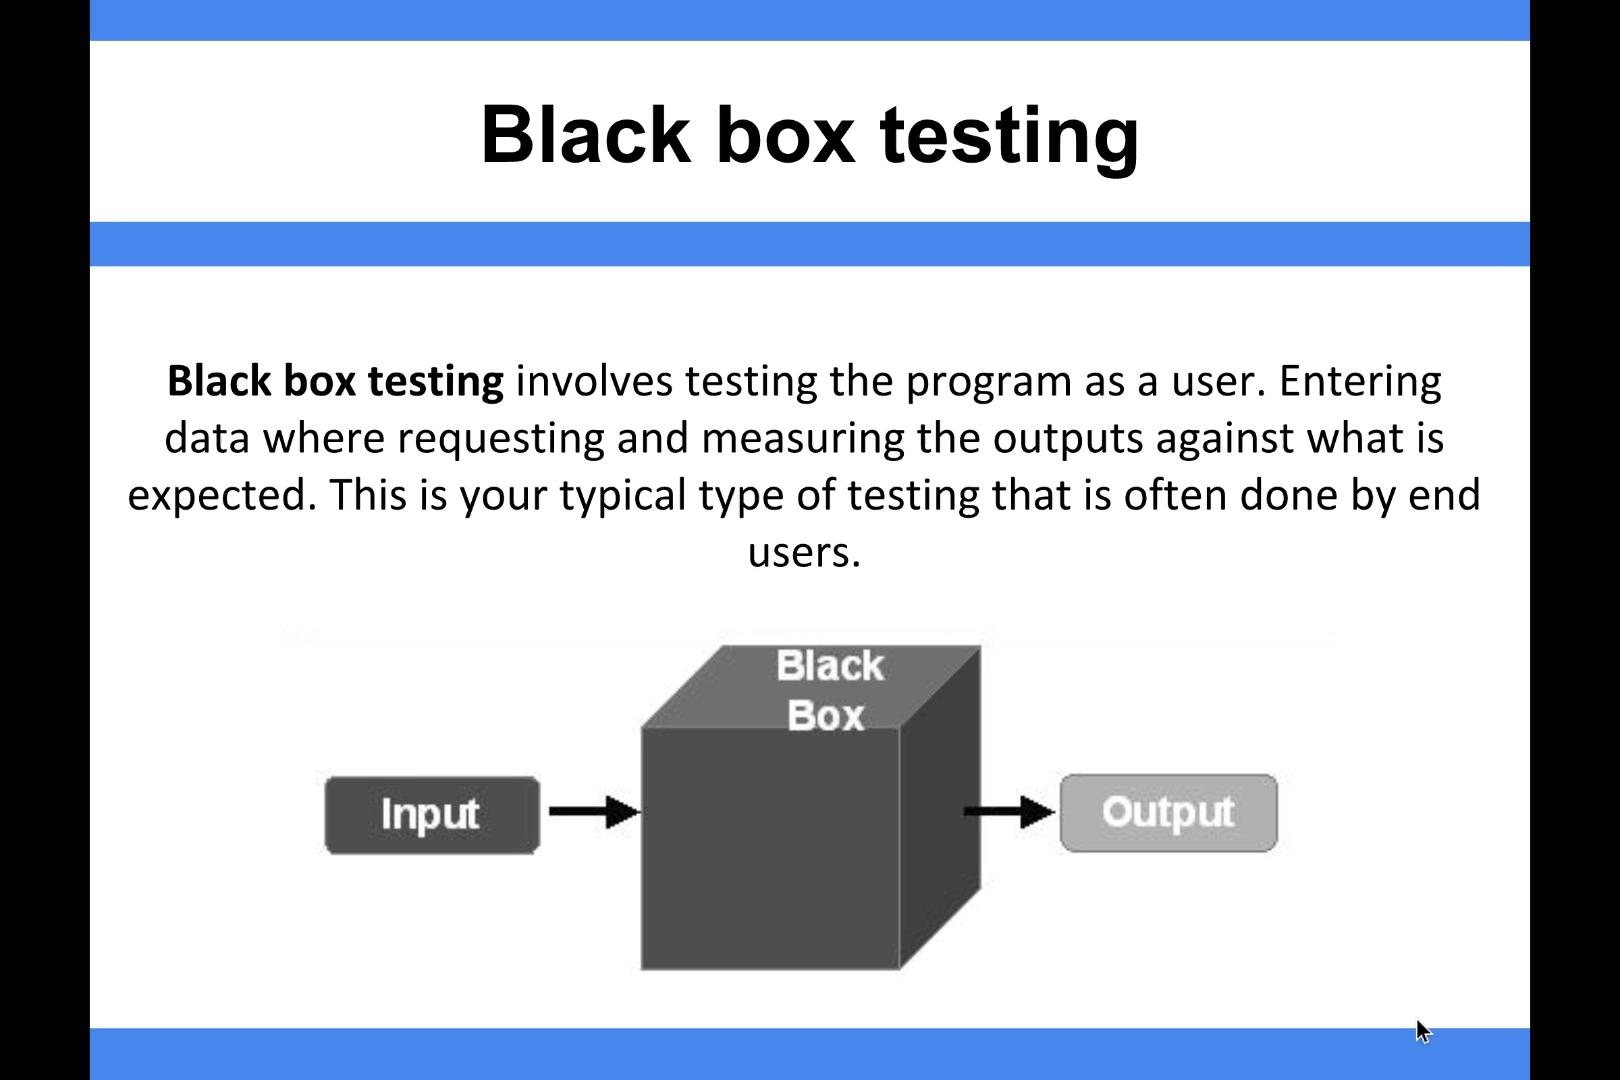 Black box testing
Black box testing involves testing the program as a user. Entering
data where requesting and measuring the outputs against what is
expected. This is your typical type of testing that is often done by end
users.
Black
Box
Input
Output